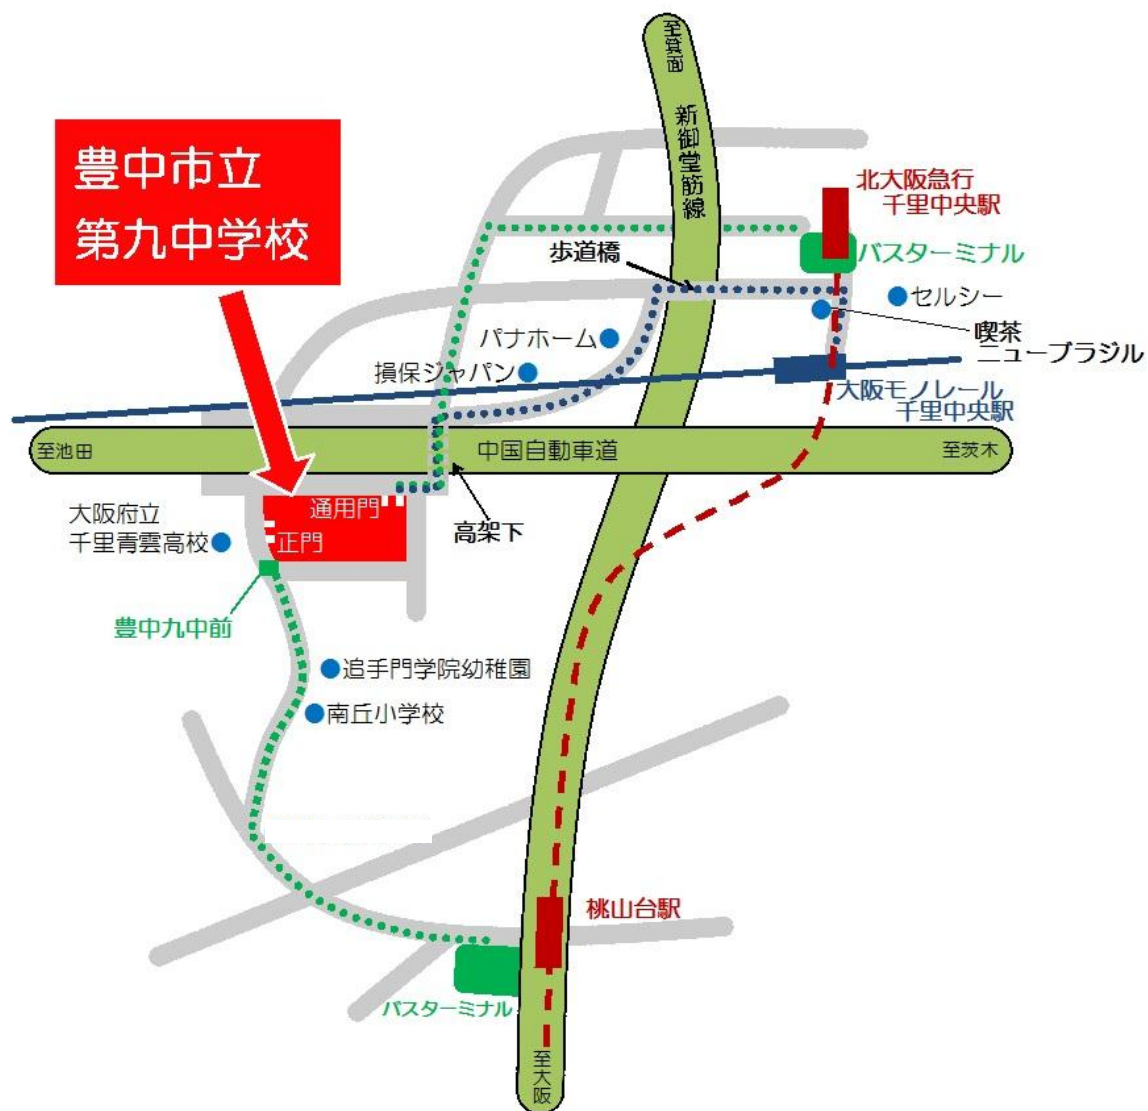 至箕面
新御堂筋線
豊中市立
第九中学校
北大阪急行
千里中央駅
バスターミナル
歩道橋
セルシー
喫茶
ニューブラジル
パナホーム
損保ジャパン
大阪モノレール
千里中央駅
至池田
中国自動車道
至茨木
大阪府立
千里青雲高校
通用門
正門
高架下
豊中九中前
追手門学院幼稚園
南丘小学校
桃山台駅
バスターミナル
至大阪